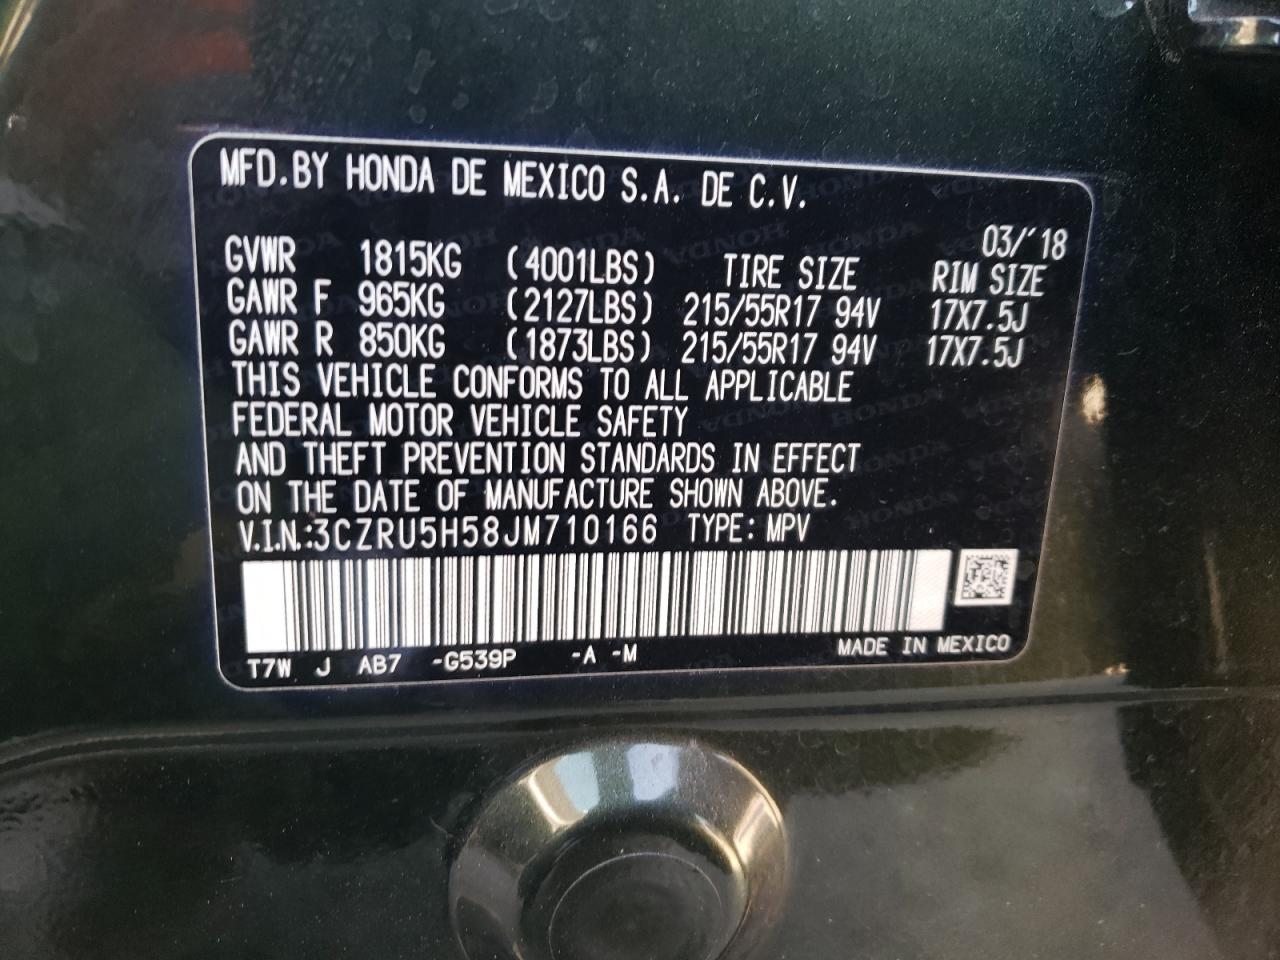 MFD.BY HONDA DE MEXICO S.A. DE C.V.
03/'18
GVWR 1815KG (4001LBS) TIRE SIZE RIM SIZE
GAWR F 965KG (2127LBS) 215/55R17 94V 17X7.5J
GAWR R 850KG (1873LBS) 215/55R17 94V 17X7.5J
THIS VEHICLE CONFORMS TO ALL APPLICABLE
FEDERAL MOTOR VEHICLE SAFETY
AND THEFT PREVENTION STANDARDS IN EFFECT
ON THE DATE OF MANUFACTURE SHOWN ABOVE.
V.I.N.:3CZRU5H58JM710166 TYPE: MPV
T7W J AB7 -G539P -A -M MADE IN MEXICO